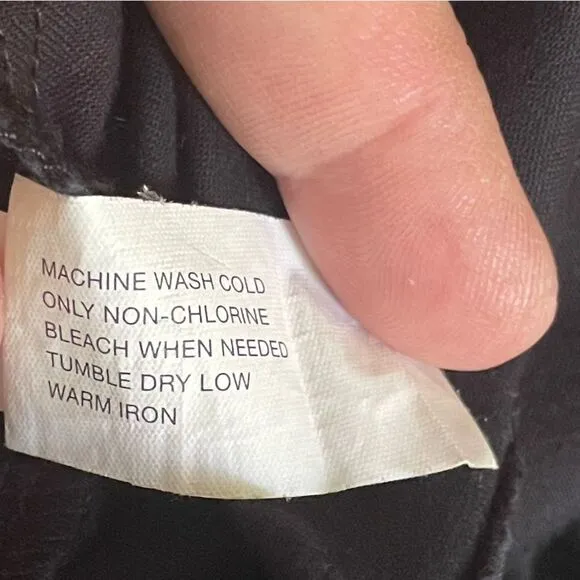 MACHINE WASH COLD
ONLY NON-CHLORINE
BLEACH WHEN NEEDED
TUMBLE DRY LOW
WARM IRON